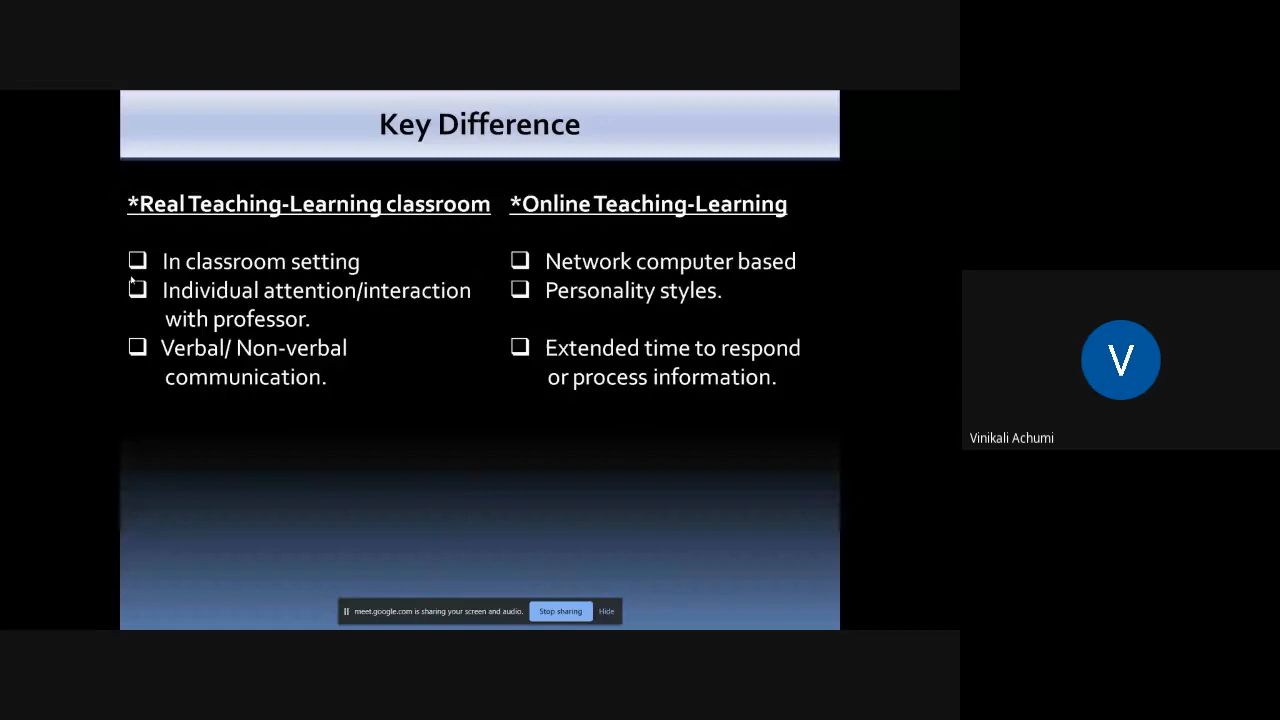 Key Difference
*Real Teaching-Learning classroom
In classroom setting
Individual attention/interaction
with professor.
Verbal/ Non-verbal
communication.
*Online Teaching-Learning
Network computer based
Personality styles.
Extended time to respond
or process information.
meet.google.com is sharing your screen and audio. Stop sharing Hide
V
Vinikali Achumi